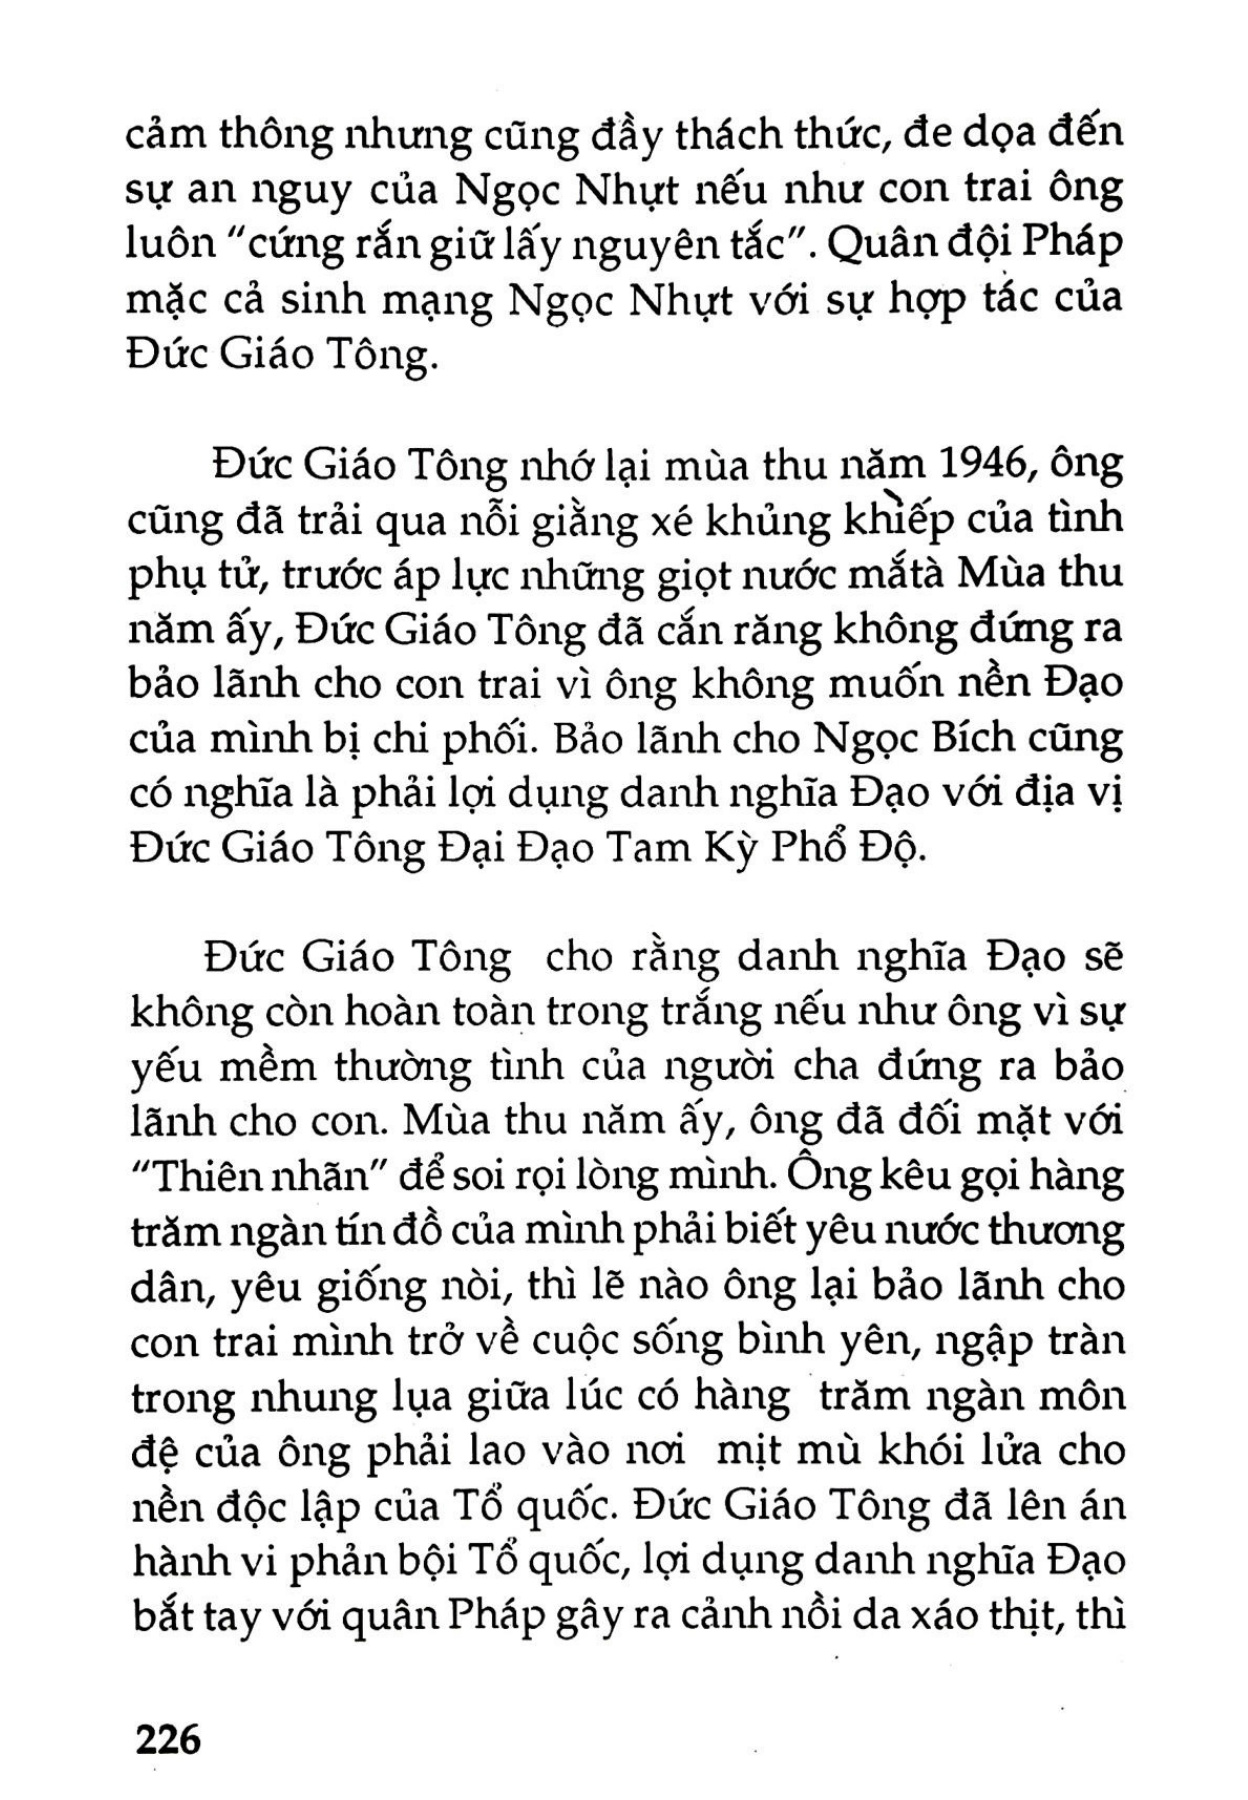 cảm thông nhưng cũng đầy thách thức, đe dọa đến
sự an nguy của Ngọc Nhựt nếu như con trai ông
luôn "cứng rắn giữ lấy nguyên tắc". Quân đội Pháp
mặc cả sinh mạng Ngọc Nhựt với sự hợp tác của
Đức Giáo Tông.
Đức Giáo Tông nhớ lại mùa thu năm 1946, ông
cũng đã trải qua nỗi giằng xé khủng khiếp của tình
phụ tử, trước áp lực những giọt nước mắtà Mùa thu
năm ấy, Đức Giáo Tông đã cắn răng không đứng ra
bảo lãnh cho con trai vì ông không muốn nền Đạo
của mình bị chi phối. Bảo lãnh cho Ngọc Bích cũng
có nghĩa là phải lợi dụng danh nghĩa Đạo với địa vị
Đức Giáo Tông Đại Đạo Tam Kỳ Phổ Độ.
Đức Giáo Tông cho rằng danh nghĩa Đạo sẽ
không còn hoàn toàn trong trắng nếu như ông vì sự
yếu mềm thường tình của người cha đứng ra bảo
lãnh cho con. Mùa thu năm ấy, ông đã đối mặt với
"Thiên nhãn" để soi rọi lòng mình. Ông kêu gọi hàng
trăm ngàn tín đồ của mình phải biết yêu nước thương
dân, yêu giống nòi, thì lẽ nào ông lại bảo lãnh cho
con trai mình trở về cuộc sống bình yên, ngập tràn
trong nhung lụa giữa lúc có hàng trăm ngàn môn
đệ của ông phải lao vào nơi mịt mù khói lửa cho
nền độc lập của Tổ quốc. Đức Giáo Tông đã lên án
hành vi phản bội Tổ quốc, lợi dụng danh nghĩa Đạo
bắt tay với quân Pháp gây ra cảnh nồi da xáo thịt, thì
226